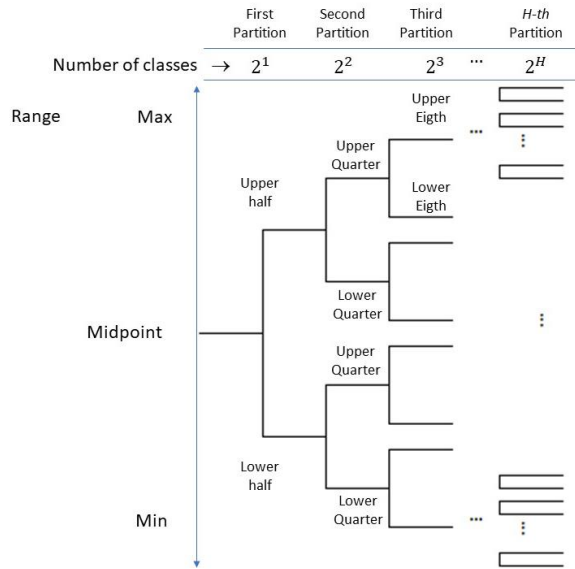 First Second Third H-th
Partition Partition Partition Partition
Number of classes → 2^1 2^2 2^3 ... 2^H
Range Max
Upper
Eigth
...
Upper
Quarter
Upper
half
Lower
Eigth
Lower
Quarter
Midpoint
Upper
Quarter
Lower
half
Lower
Quarter
Min
...